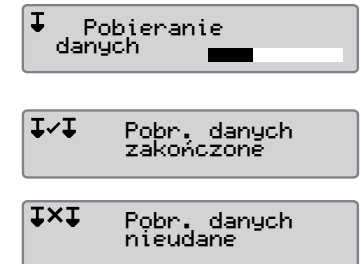 Pobieranie
danych
Pobr. danych
zakończone
Pobr. danych
nieudane